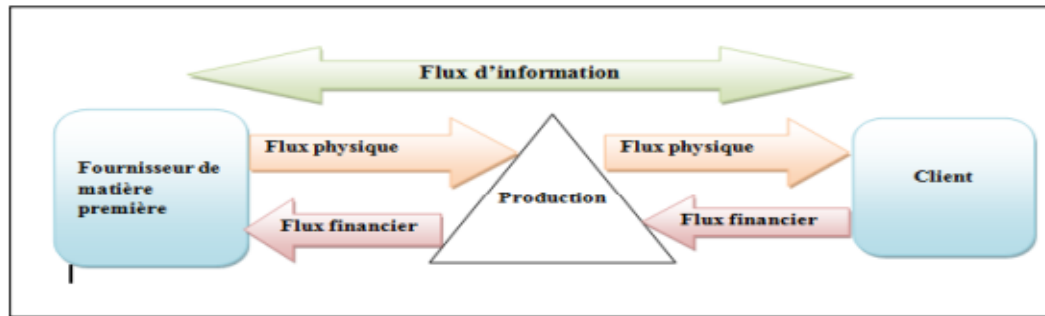 Flux d'information
Flux physique
Flux physique
Fournisseur de
matière
première
Production
Client
Flux financier
Flux financier